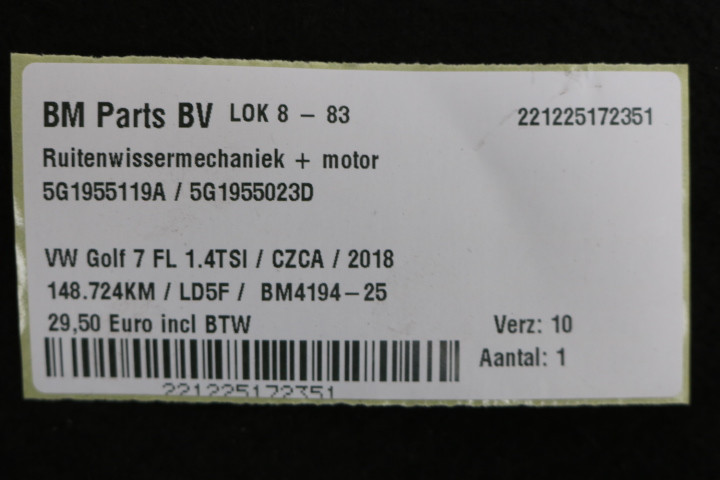 BM Parts BV LOK 8 – 83 221225172351
Ruitenwissermechaniek + motor
5G1955119A / 5G1955023D
VW Golf 7 FL 1.4TSI / CZCA / 2018
148.724KM / LD5F / BM4194–25
29,50 Euro incl BTW Verz: 10
Aantal: 1
221225172351